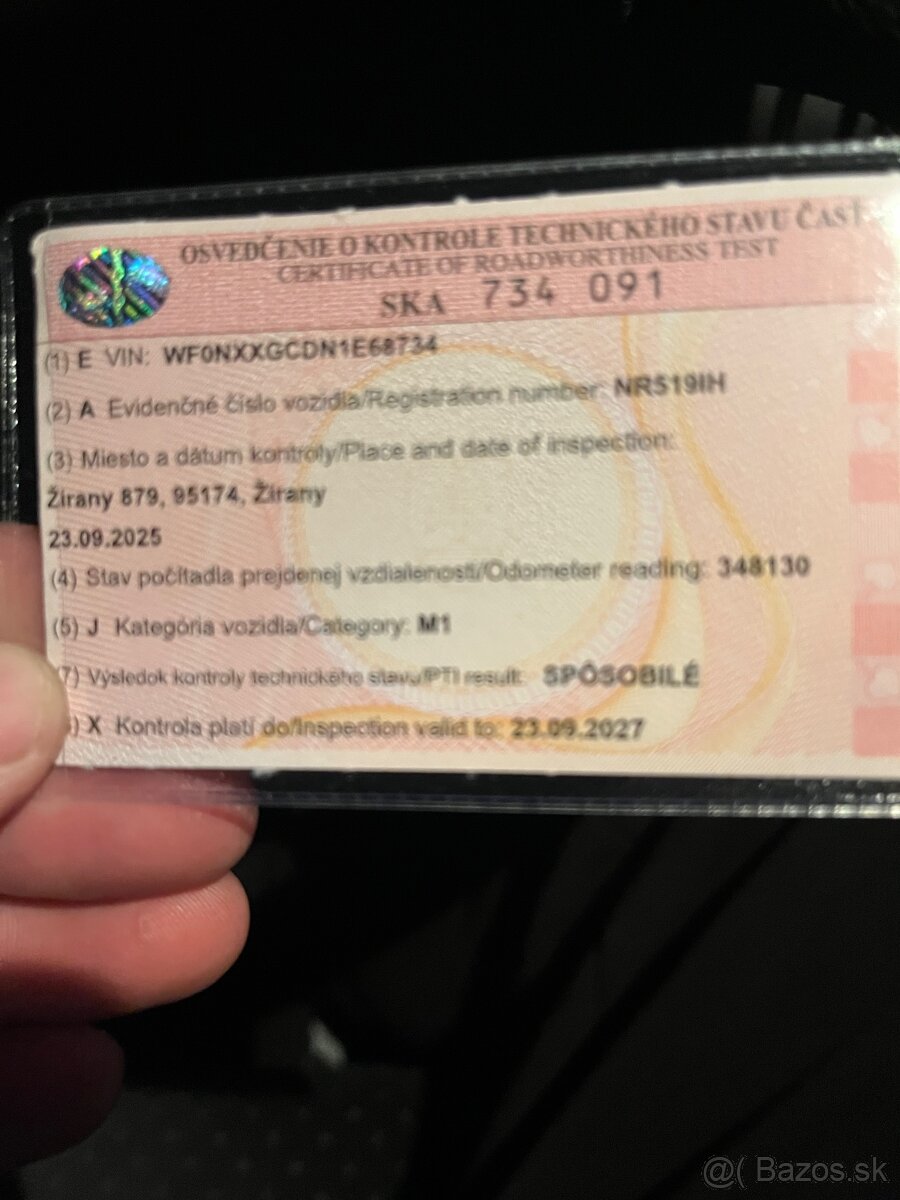 OSVEDČENIE O KONTROLE TECHNICKÉHO STAVU ČASŤ
CERTIFICATE OF ROADWORTHINESS TEST
SKA 734 091
(1) E VIN: WF0NXXGCDN1E68734
(2) A Evidenčné číslo vozidla/Registration number: NR519IH
(3) Miesto a dátum kontroly/Place and date of inspection:
Žirany 879, 95174, Žirany
23.09.2025
(4) Stav počítadla prejdenej vzdialenosti/Odometer reading: 348130
(5) J Kategória vozidla/Category: M1
7) Výsledok kontroly technického stavu/PTI result: SPÔSOBILÉ
) X Kontrola platí do/Inspection valid to: 23.09.2027
@( Bazos.sk